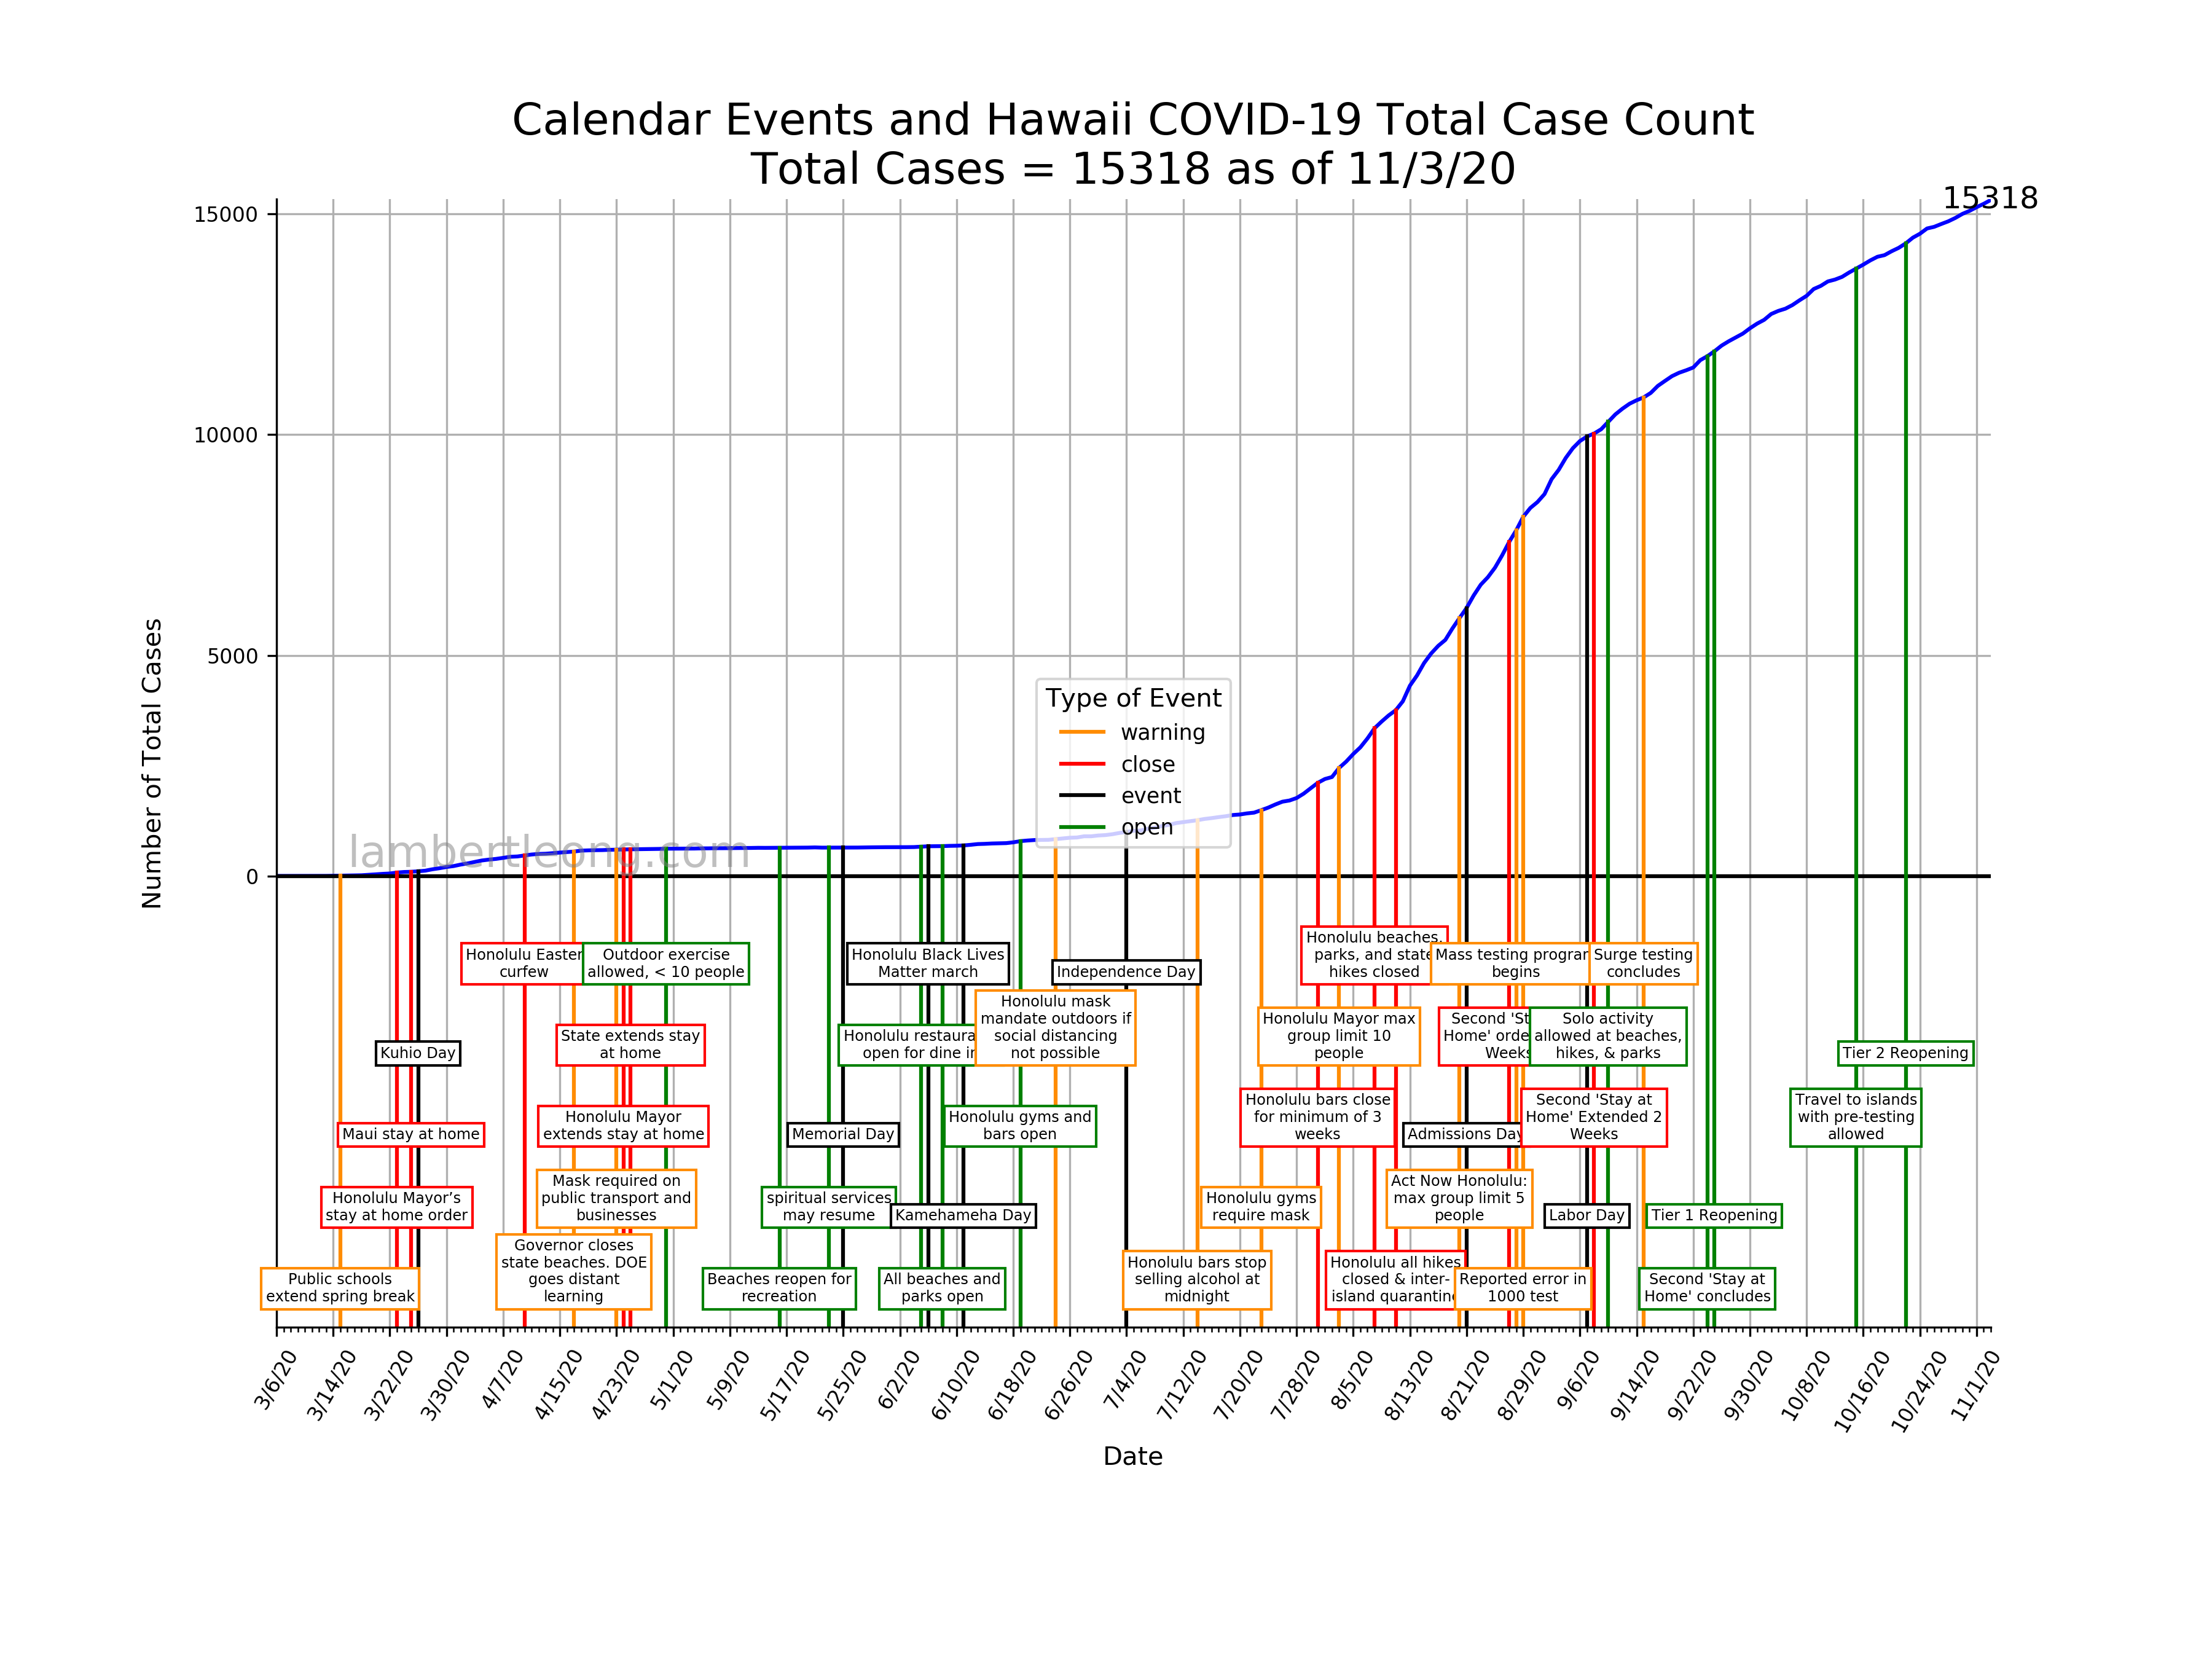 Calendar Events and Hawaii COVID-19 Total Case Count
Total Cases = 15318 as of 11/3/20
15318
15000
10000
5000
0
Number of Total Cases
Type of Event
warning
close
event
open
lambertleong.com
Honolulu Easter
curfew
Outdoor exercise
allowed, < 10 people
Honolulu Black Lives
Matter march
Independence Day
Honolulu beaches,
parks, and state
hikes closed
Mass testing
begins
Surge testing
concludes
Kuhio Day
State extends stay
at home
Honolulu
open for dine
Honolulu mask
mandate outdoors if
social distancing
not possible
Honolulu Mayor max
group limit 10
people
Second
Home'
Solo activity
allowed at beaches,
hikes, & parks
Tier 2 Reopening
Maui stay at home
Honolulu Mayor
extends stay at home
Memorial Day
Honolulu gyms and
bars open
Honolulu bars close
for minimum of 3
weeks
Admissions Day
Second 'Stay at
Home' Extended 2
Weeks
Travel to islands
with pre-testing
allowed
Honolulu Mayor’s
stay at home order
Mask required on
public transport and
businesses
spiritual services
may resume
Kamehameha Day
Honolulu gyms
require mask
Act Now Honolulu:
max group limit 5
people
Labor Day
Tier 1 Reopening
Public schools
extend spring break
Governor closes
state beaches. DOE
goes distant
learning
Beaches reopen for
recreation
All beaches and
parks open
Honolulu bars stop
selling alcohol at
midnight
Honolulu all hikes
closed & inter-
island quarantine
Reported error in
1000 test
Second 'Stay at
Home' concludes
3/6/20
3/14/20
3/22/20
3/30/20
4/7/20
4/15/20
4/23/20
5/1/20
5/9/20
5/17/20
5/25/20
6/2/20
6/10/20
6/18/20
6/26/20
7/4/20
7/12/20
7/20/20
7/28/20
8/5/20
8/13/20
8/21/20
8/29/20
9/6/20
9/14/20
9/22/20
9/30/20
10/8/20
10/16/20
10/24/20
11/1/20
Date